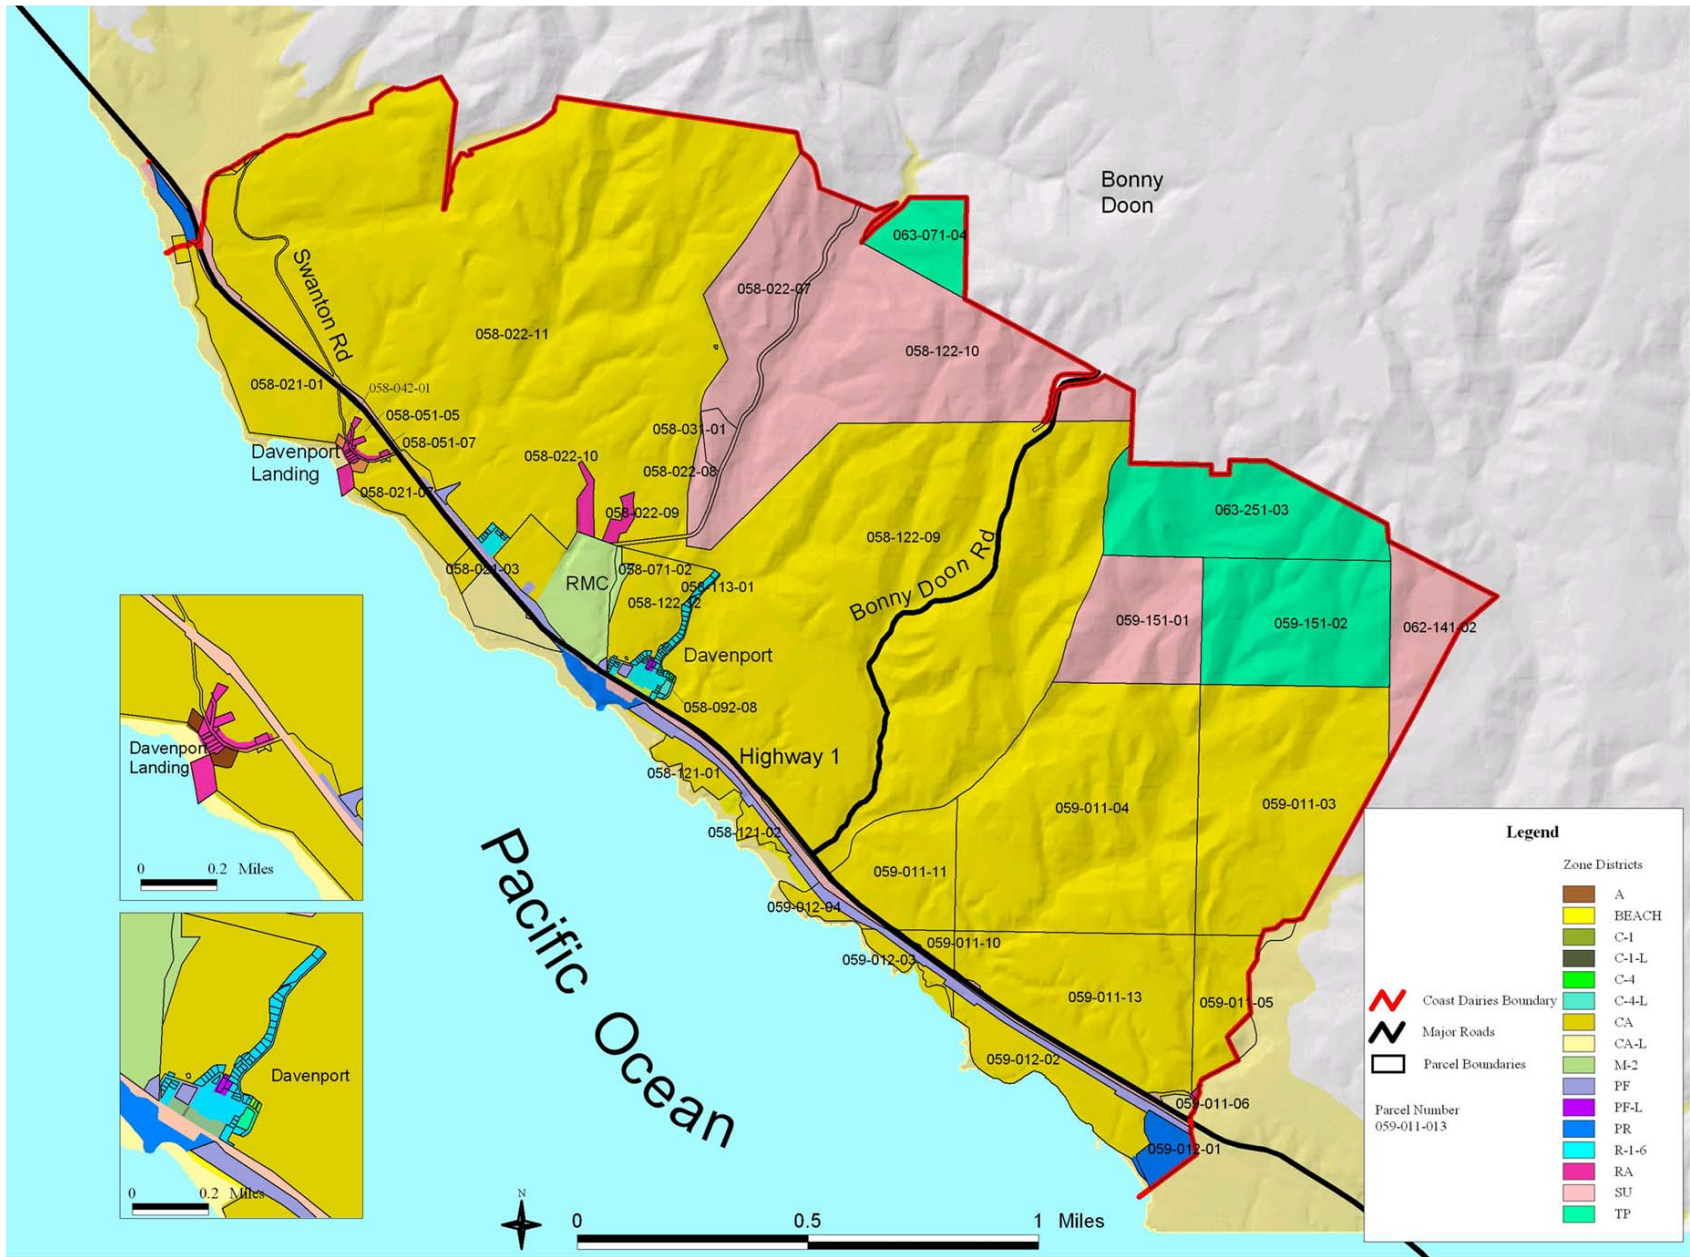 Bonny
Doon
063-071-04
058-022-07
Swanton Rd
058-022-11
058-122-10
058-021-01
058-042-01
058-051-05
058-031-01
058-051-07
Davenport
Landing
058-022-10
058-022-08
058-021-07
058-022-09
063-251-03
058-122-09
Bonny Doon Rd
058-021-03
RMC
058-071-02
058-113-01
058-122-12
059-151-01
059-151-02
062-141-02
Davenport
058-092-08
Highway 1
058-121-01
059-011-04
059-011-03
058-121-02
059-011-11
059-012-04
059-011-10
059-012-03
059-011-13
059-011-05
059-012-02
059-011-06
059-012-01
Pacific Ocean
Davenport
Landing
0 0.2 Miles
Davenport
0 0.2 Miles
N
0 0.5 1 Miles
Legend
Zone Districts
A
BEACH
C-1
C-1-L
C-4
C-4-L
CA
CA-L
M-2
PF
PF-L
PR
R-1-6
RA
SU
TP
Coast Dairies Boundary
Major Roads
Parcel Boundaries
Parcel Number
059-011-013